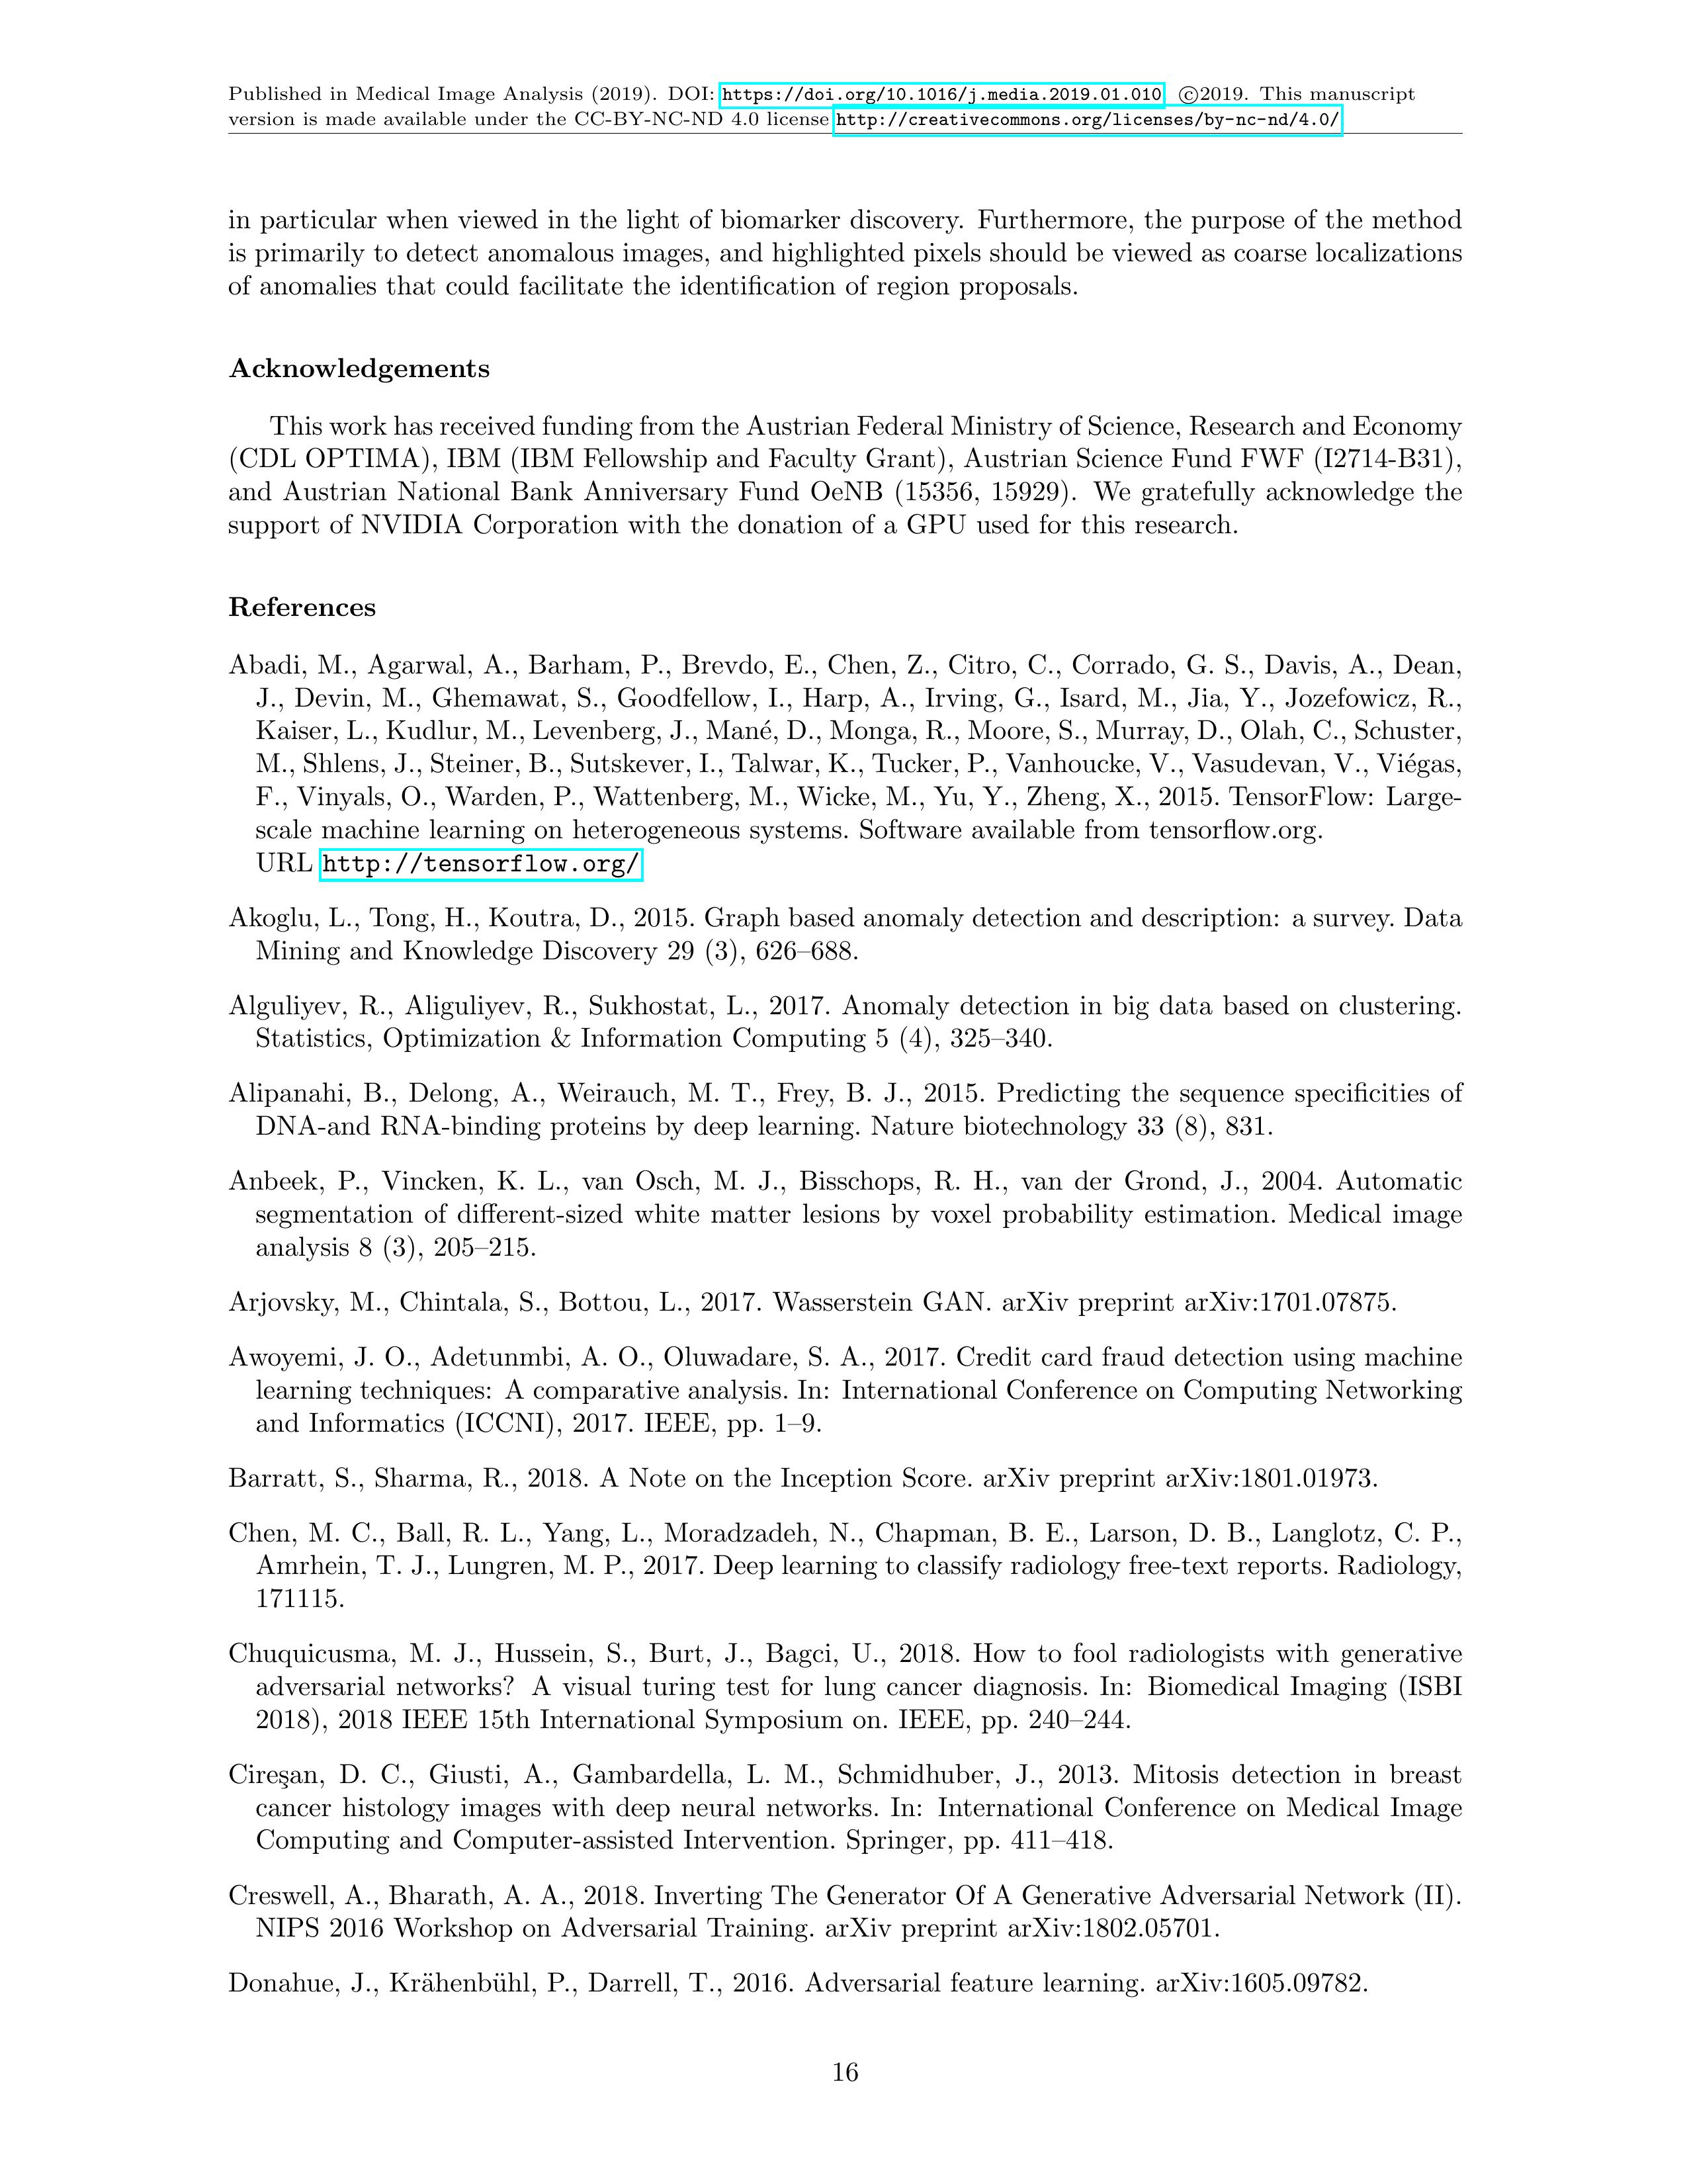 Published in Medical Image Analysis (2019). DOI: https://doi.org/10.1016/j.media.2019.01.010 ©2019. This manuscript
version is made available under the CC-BY-NC-ND 4.0 license http://creativecommons.org/licenses/by-nc-nd/4.0/
in particular when viewed in the light of biomarker discovery. Furthermore, the purpose of the method
is primarily to detect anomalous images, and highlighted pixels should be viewed as coarse localizations
of anomalies that could facilitate the identification of region proposals.
Acknowledgements
This work has received funding from the Austrian Federal Ministry of Science, Research and Economy
(CDL OPTIMA), IBM (IBM Fellowship and Faculty Grant), Austrian Science Fund FWF (I2714-B31),
and Austrian National Bank Anniversary Fund OeNB (15356, 15929). We gratefully acknowledge the
support of NVIDIA Corporation with the donation of a GPU used for this research.
References
Abadi, M., Agarwal, A., Barham, P., Brevdo, E., Chen, Z., Citro, C., Corrado, G. S., Davis, A., Dean,
J., Devin, M., Ghemawat, S., Goodfellow, I., Harp, A., Irving, G., Isard, M., Jia, Y., Jozefowicz, R.,
Kaiser, L., Kudlur, M., Levenberg, J., Mané, D., Monga, R., Moore, S., Murray, D., Olah, C., Schuster,
M., Shlens, J., Steiner, B., Sutskever, I., Talwar, K., Tucker, P., Vanhoucke, V., Vasudevan, V., Viégas,
F., Vinyals, O., Warden, P., Wattenberg, M., Wicke, M., Yu, Y., Zheng, X., 2015. TensorFlow: Large-
scale machine learning on heterogeneous systems. Software available from tensorflow.org.
URL http://tensorflow.org/
Akoglu, L., Tong, H., Koutra, D., 2015. Graph based anomaly detection and description: a survey. Data
Mining and Knowledge Discovery 29 (3), 626–688.
Alguliyev, R., Aliguliyev, R., Sukhostat, L., 2017. Anomaly detection in big data based on clustering.
Statistics, Optimization & Information Computing 5 (4), 325–340.
Alipanahi, B., Delong, A., Weirauch, M. T., Frey, B. J., 2015. Predicting the sequence specificities of
DNA-and RNA-binding proteins by deep learning. Nature biotechnology 33 (8), 831.
Anbeek, P., Vincken, K. L., van Osch, M. J., Bisschops, R. H., van der Grond, J., 2004. Automatic
segmentation of different-sized white matter lesions by voxel probability estimation. Medical image
analysis 8 (3), 205–215.
Arjovsky, M., Chintala, S., Bottou, L., 2017. Wasserstein GAN. arXiv preprint arXiv:1701.07875.
Awoyemi, J. O., Adetunmbi, A. O., Oluwadare, S. A., 2017. Credit card fraud detection using machine
learning techniques: A comparative analysis. In: International Conference on Computing Networking
and Informatics (ICCNI), 2017. IEEE, pp. 1–9.
Barratt, S., Sharma, R., 2018. A Note on the Inception Score. arXiv preprint arXiv:1801.01973.
Chen, M. C., Ball, R. L., Yang, L., Moradzadeh, N., Chapman, B. E., Larson, D. B., Langlotz, C. P.,
Amrhein, T. J., Lungren, M. P., 2017. Deep learning to classify radiology free-text reports. Radiology,
171115.
Chuquicusma, M. J., Hussein, S., Burt, J., Bagci, U., 2018. How to fool radiologists with generative
adversarial networks? A visual turing test for lung cancer diagnosis. In: Biomedical Imaging (ISBI
2018), 2018 IEEE 15th International Symposium on. IEEE, pp. 240–244.
Cireşan, D. C., Giusti, A., Gambardella, L. M., Schmidhuber, J., 2013. Mitosis detection in breast
cancer histology images with deep neural networks. In: International Conference on Medical Image
Computing and Computer-assisted Intervention. Springer, pp. 411–418.
Creswell, A., Bharath, A. A., 2018. Inverting The Generator Of A Generative Adversarial Network (II).
NIPS 2016 Workshop on Adversarial Training. arXiv preprint arXiv:1802.05701.
Donahue, J., Krähenbühl, P., Darrell, T., 2016. Adversarial feature learning. arXiv:1605.09782.
16